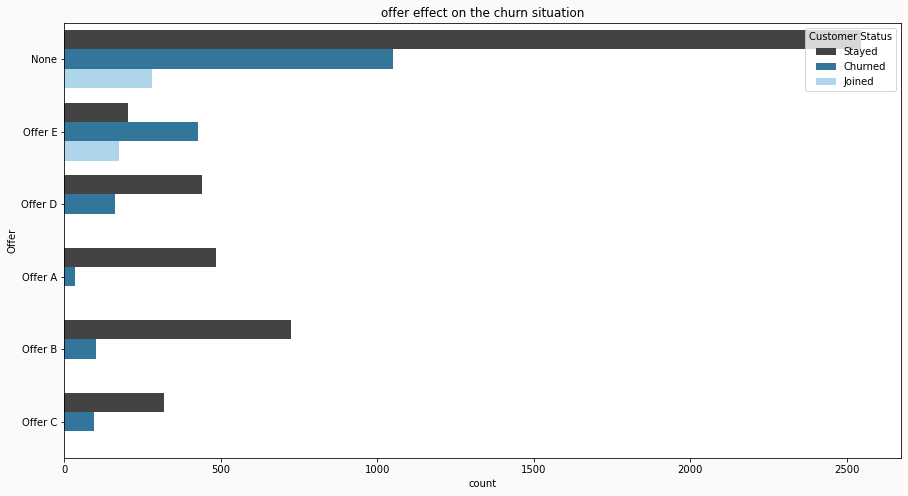 offer effect on the churn situation
Customer Status
Stayed
Churned
Joined
Offer
None
Offer E
Offer D
Offer A
Offer B
Offer C
0 500 1000 1500 2000 2500
count